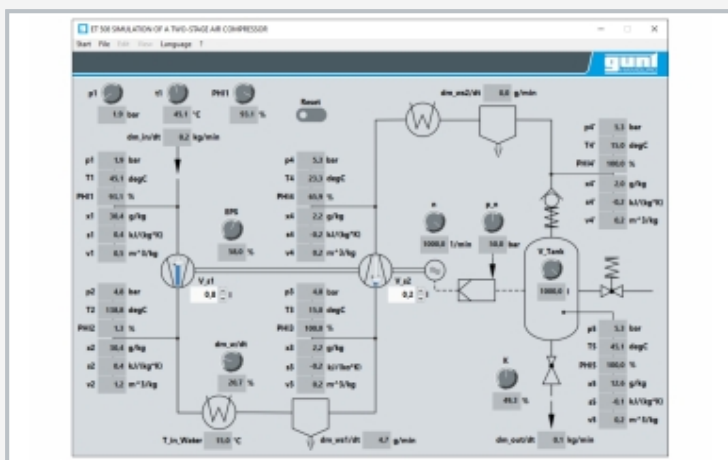 ET 500 SIMULATION OF A TWO-STAGE AIR COMPRESSOR
Start File Edit View Language ?
gunt
p1 t1 PHI1
1,9 bar 45,1 °C 93,1 %
Reset
dm_in/dt 0,2 kg/min
dm_ws2/dt 0,0 g/min
p1 1,9 bar
T1 45,1 degC
PHI1 93,1 %
x1 30,4 g/kg
s1 0,4 kJ/(kg*K)
v1 0,5 m^3/kg
p4 5,3 bar
T4 23,3 degC
PHI4 65,9 %
x4 2,2 g/kg
s4 -0,2 kJ/(kg*K)
v4 0,2 m^3/kg
p4' 5,3 bar
T4' 15,0 degC
PHI4' 100,0 %
x4' 2,0 g/kg
s4' -0,2 kJ/(kg*K)
v4' 0,2 m^3/kg
50,0 %
n
1000,0 1/min
p_e
10,0 bar
V_Tank
1000,0 l
V_s1
0,8 l
V_s2
0,2 l
p2 4,8 bar
T2 138,8 degC
PHI2 1,3 %
x2 30,4 g/kg
s2 0,4 kJ/(kg*K)
v2 1,2 m^3/kg
p3 4,8 bar
T3 15,0 degC
PHI3 100,0 %
x3 2,2 g/kg
s3 -0,2 kJ/(kg*K)
v3 0,2 m^3/kg
p5 5,3 bar
T5 45,1 degC
PHI5 100,0 %
x5 12,6 g/kg
s5 -0,1 kJ/(kg*K)
v5 0,2 m^3/kg
20,7 %
K
49,3 %
T_in_Water 15,0 °C
dm_ws1/dt 4,7 g/min
dm_out/dt 0,1 kg/min